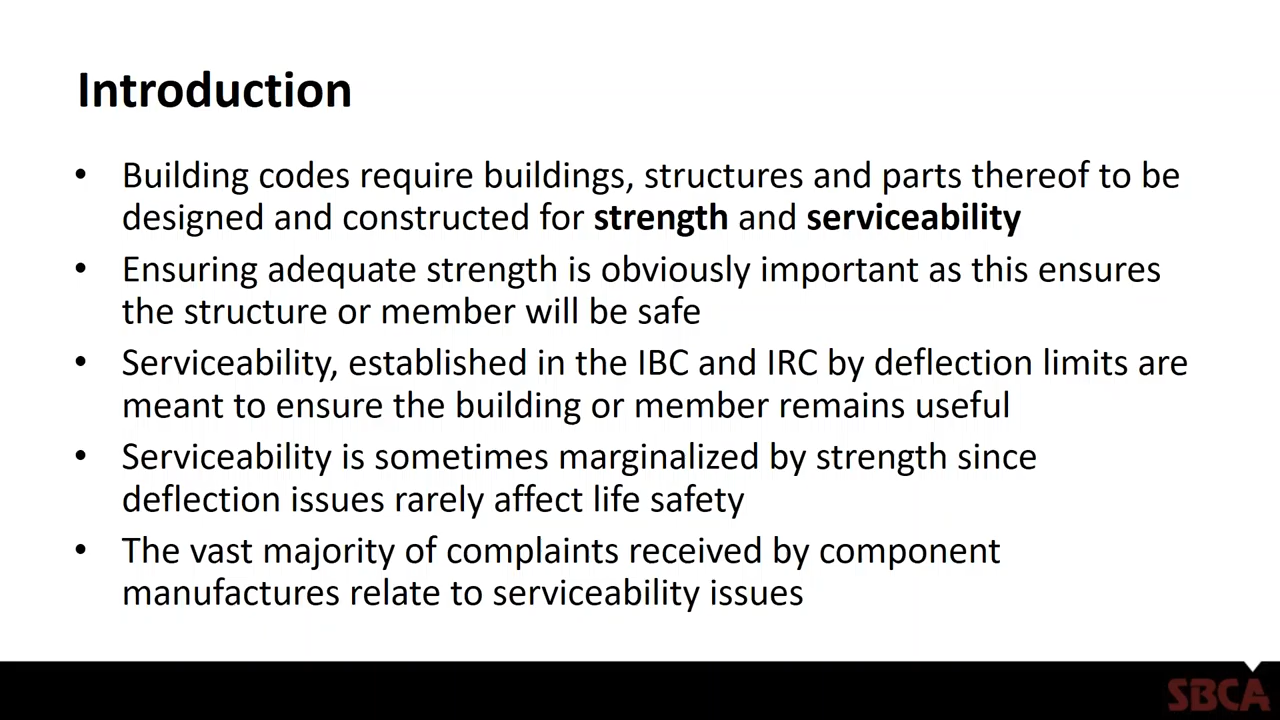 Introduction
• Building codes require buildings, structures and parts thereof to be
designed and constructed for strength and serviceability
• Ensuring adequate strength is obviously important as this ensures
the structure or member will be safe
• Serviceability, established in the IBC and IRC by deflection limits are
meant to ensure the building or member remains useful
• Serviceability is sometimes marginalized by strength since
deflection issues rarely affect life safety
• The vast majority of complaints received by component
manufactures relate to serviceability issues
SBCA